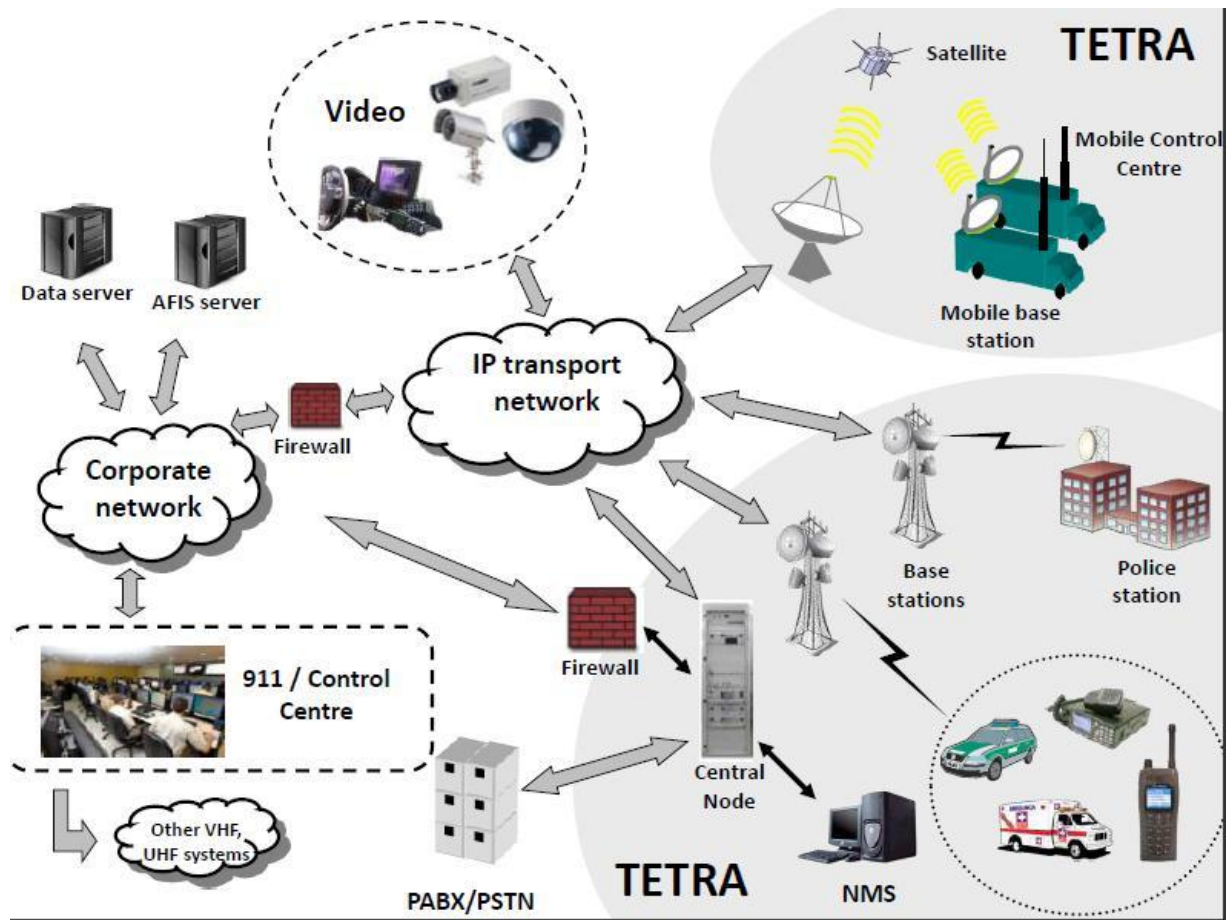 TETRA
Satellite
Video
Mobile Control
Centre
Data server
AFIS server
Mobile base
station
IP transport
network
Firewall
Corporate
network
Base
stations
Police
station
Firewall
911 / Control
Centre
Central
Node
Other VHF,
UHF systems
TETRA
NMS
PABX/PSTN